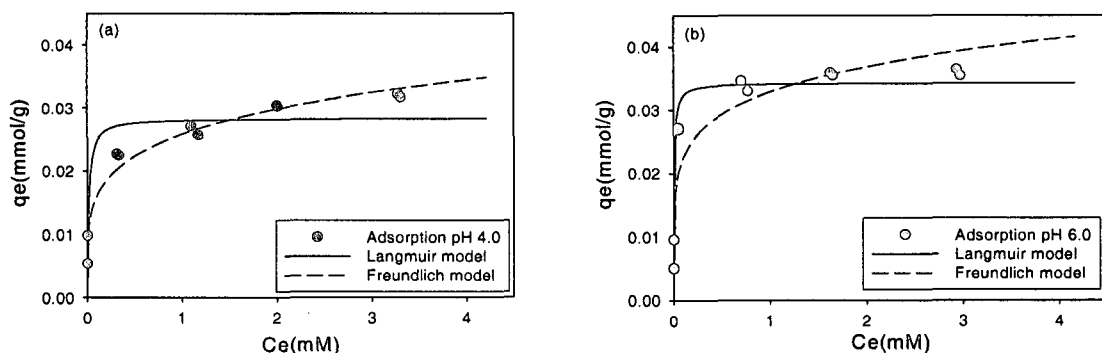 (a)
0.04
0.03
0.02
0.01
0.00
qe(mmol/g)
Adsorption pH 4.0
Langmuir model
Freundlich model
0 1 2 3 4
Ce(mM)
(b)
0.04
0.03
0.02
0.01
0.00
qe(mmol/g)
Adsorption pH 6.0
Langmuir model
Freundlich model
0 1 2 3 4
Ce(mM)